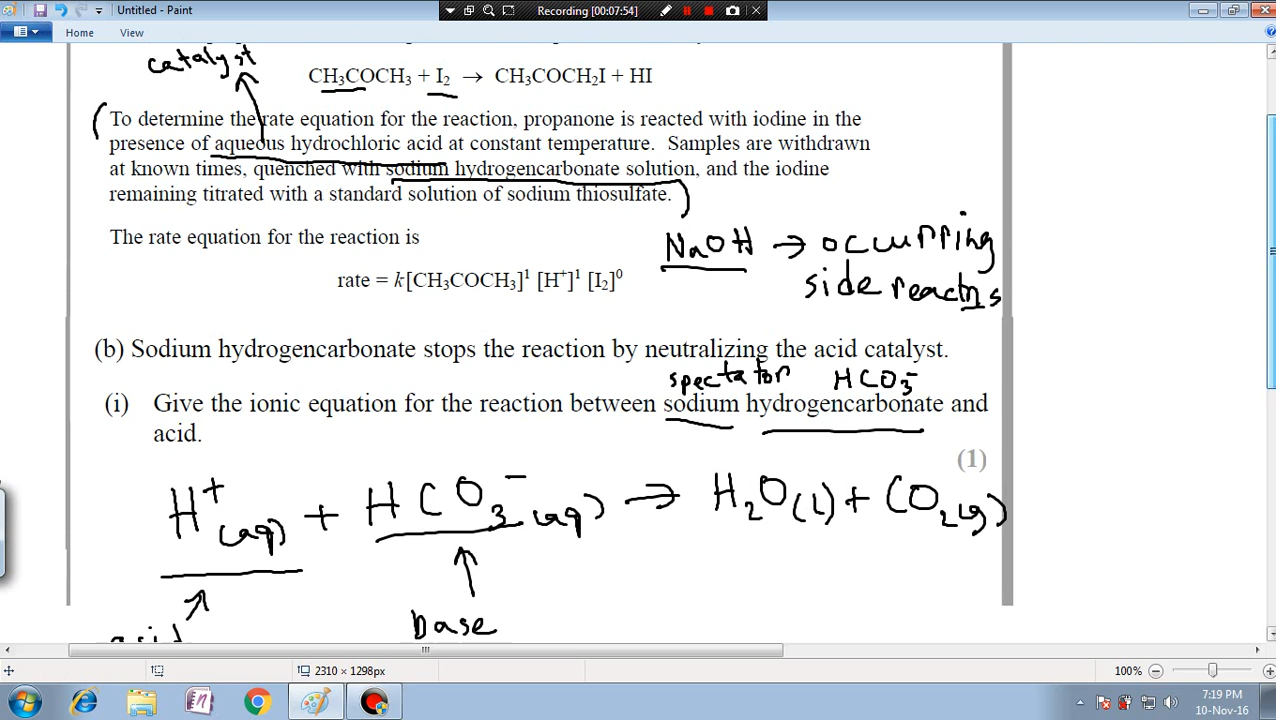 Untitled - Paint
Recording [00:07:54]
Home View
catalyst
CH₃COCH₃ + I₂ → CH₃COCH₂I + HI
To determine the rate equation for the reaction, propanone is reacted with iodine in the
presence of aqueous hydrochloric acid at constant temperature. Samples are withdrawn
at known times, quenched with sodium hydrogencarbonate solution, and the iodine
remaining titrated with a standard solution of sodium thiosulfate.
The rate equation for the reaction is
NaOH → occurring
side reactns
rate = k[CH₃COCH₃]¹ [H⁺]¹ [I₂]⁰
(b) Sodium hydrogencarbonate stops the reaction by neutralizing the acid catalyst.
spectator HCO₃⁻
(i) Give the ionic equation for the reaction between sodium hydrogencarbonate and
acid.
(1)
H⁺(aq) + HCO₃⁻(aq) → H₂O(l) + CO₂(g)
Base
acid
2310 × 1298px
100%
7:19 PM
10-Nov-16